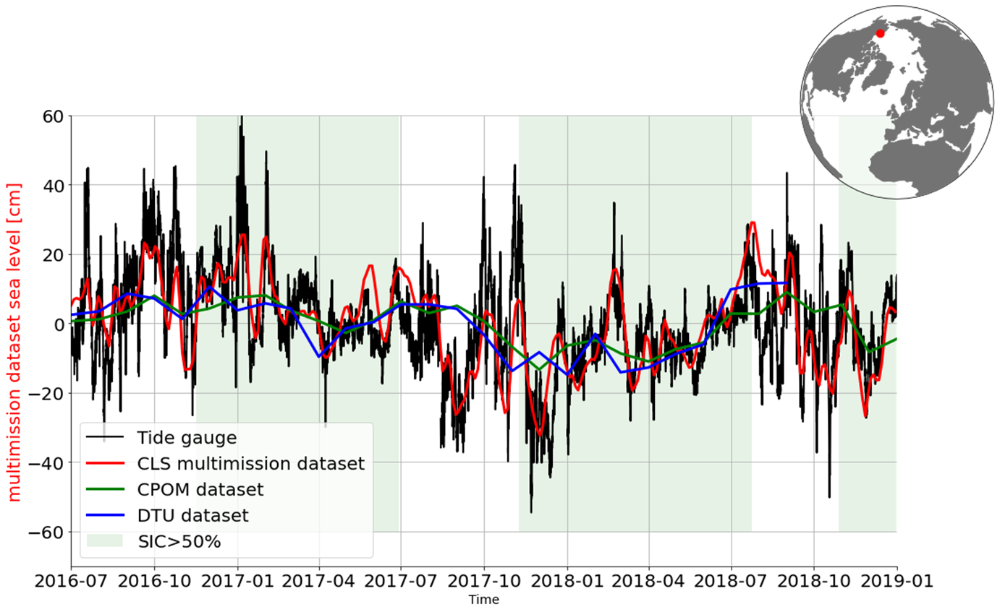 multimission dataset sea level [cm]
60
40
20
0
−20
−40
−60
Tide gauge
CLS multimission dataset
CPOM dataset
DTU dataset
SIC>50%
2016-07 2016-10 2017-01 2017-04 2017-07 2017-10 2018-01 2018-04 2018-07 2018-10 2019-01
Time